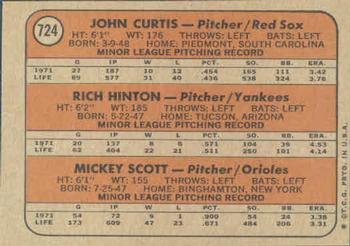 724
JOHN CURTIS — Pitcher/Red Sox
HT: 6'1" WT: 176 THROWS: LEFT BATS: LEFT
BORN: 3-9-48 HOME: PIEDMONT, SOUTH CAROLINA
MINOR LEAGUE PITCHING RECORD
G IP W L PCT. SO. BB. ERA.
1971 27 187 10 12 .454 165 111 3.42
LIFE 89 577 31 40 .436 538 324 3.76
RICH HINTON — Pitcher/Yankees
HT: 6'2" WT: 185 THROWS: LEFT BATS: LEFT
BORN: 5-22-47 HOME: TUCSON, ARIZONA
MINOR LEAGUE PITCHING RECORD
G IP W L PCT. SO. BB. ERA
1971 20 137 6 6 .500 104 39 4.53
LIFE 62 404 22 21 .511 250 101 4.14
MICKEY SCOTT — Pitcher/Orioles
HT: 6'1" WT: 155 THROWS: LEFT BATS: LEFT
BORN: 7-25-47 HOME: BINGHAMTON, NEW YORK
MINOR LEAGUE PITCHING RECORD
G IP W L PCT. SO. BB. ERA
1971 54 72 9 1 .900 54 24 3.38
LIFE 173 609 47 23 .671 484 206 3.31
© T.C.G. PRTD. IN U.S.A.